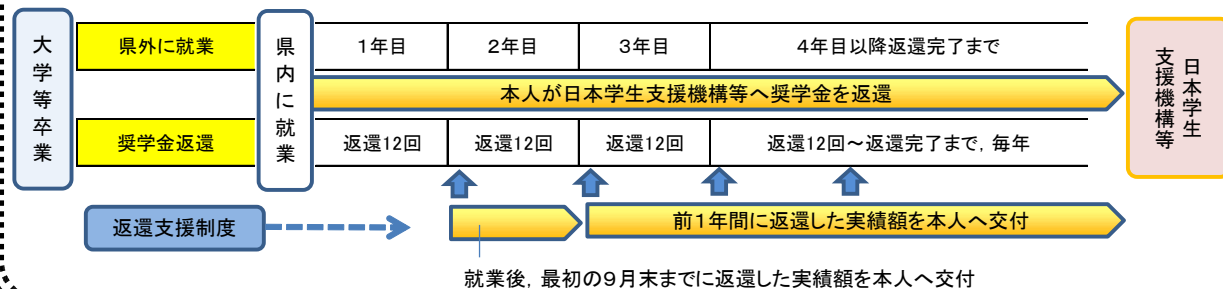 大学等卒業
県外に就業
県内に就業
1年目
2年目
3年目
4年目以降返還完了まで
日本学生
支援機構等
本人が日本学生支援機構等へ奨学金を返還
奨学金返還
返還12回
返還12回
返還12回
返還12回～返還完了まで，毎年
返還支援制度
前１年間に返還した実績額を本人へ交付
就業後，最初の９月末までに返還した実績額を本人へ交付